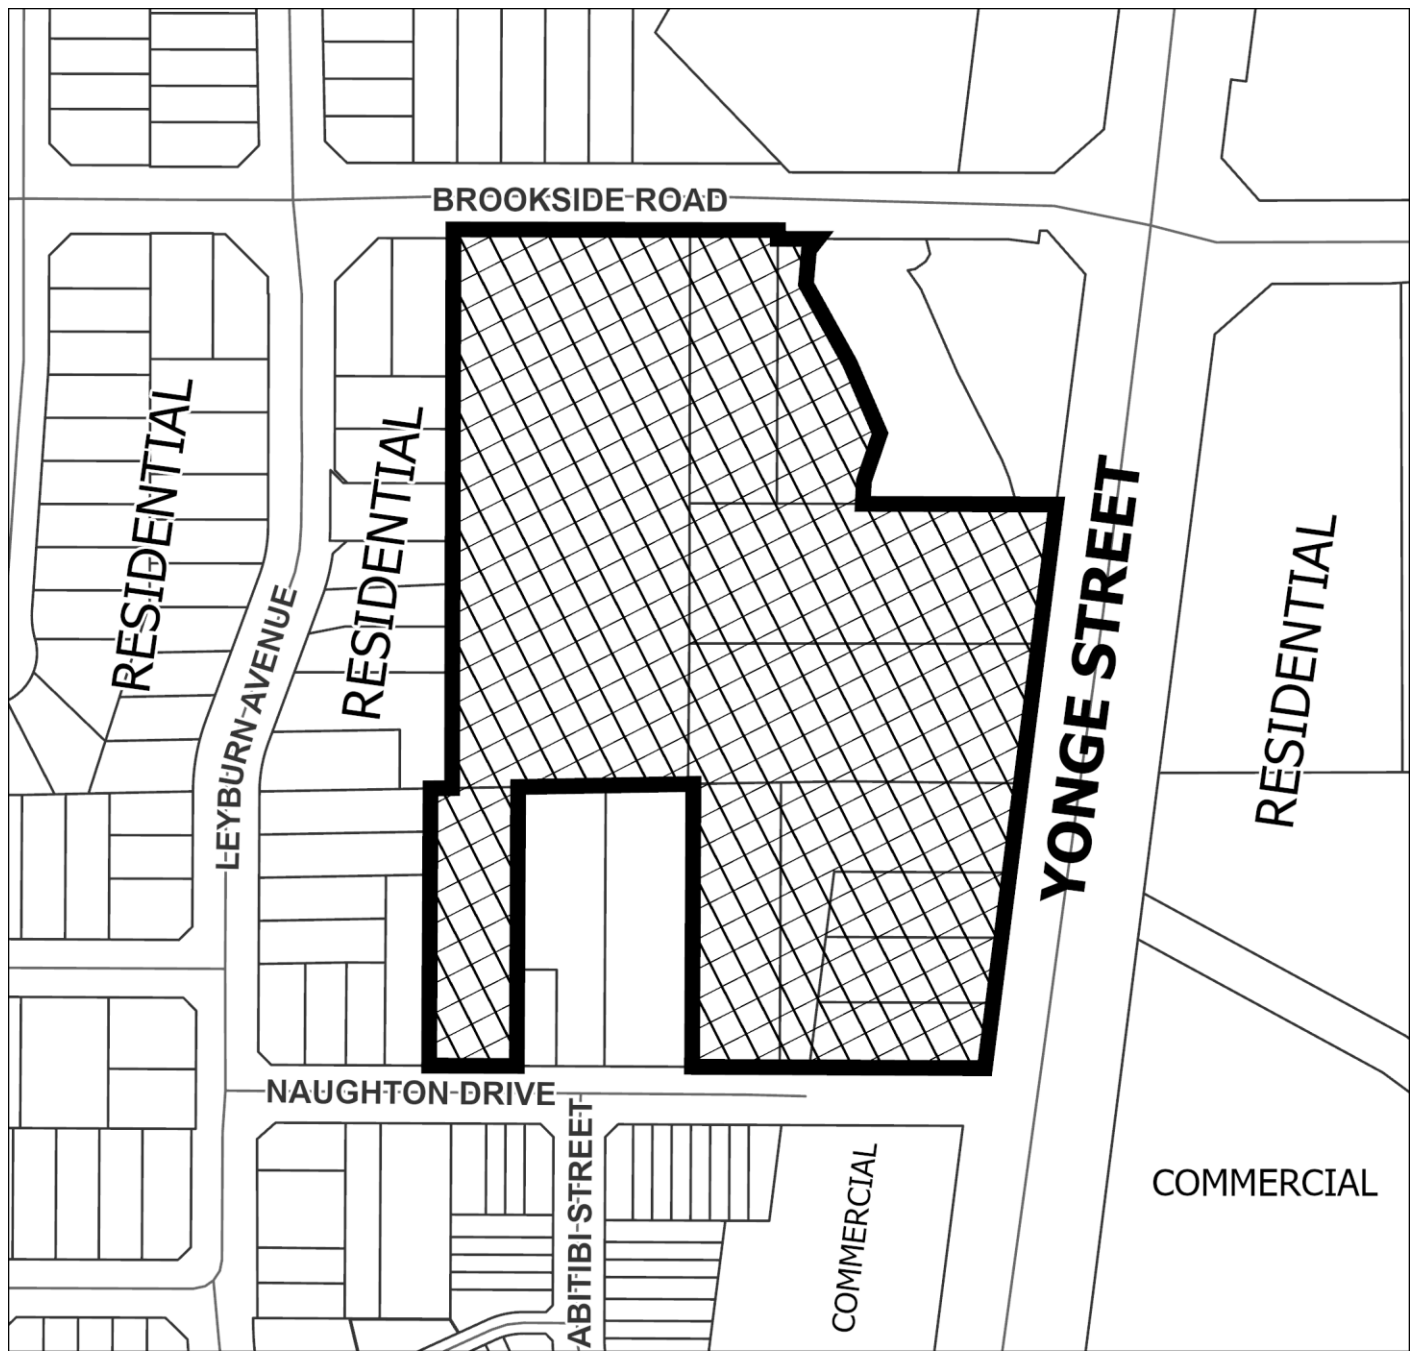 BROOKSIDE ROAD
RESIDENTIAL
RESIDENTIAL
LEYBURN AVENUE
YONGE STREET
RESIDENTIAL
NAUGHTON DRIVE
ABITIBI STREET
COMMERCIAL
COMMERCIAL